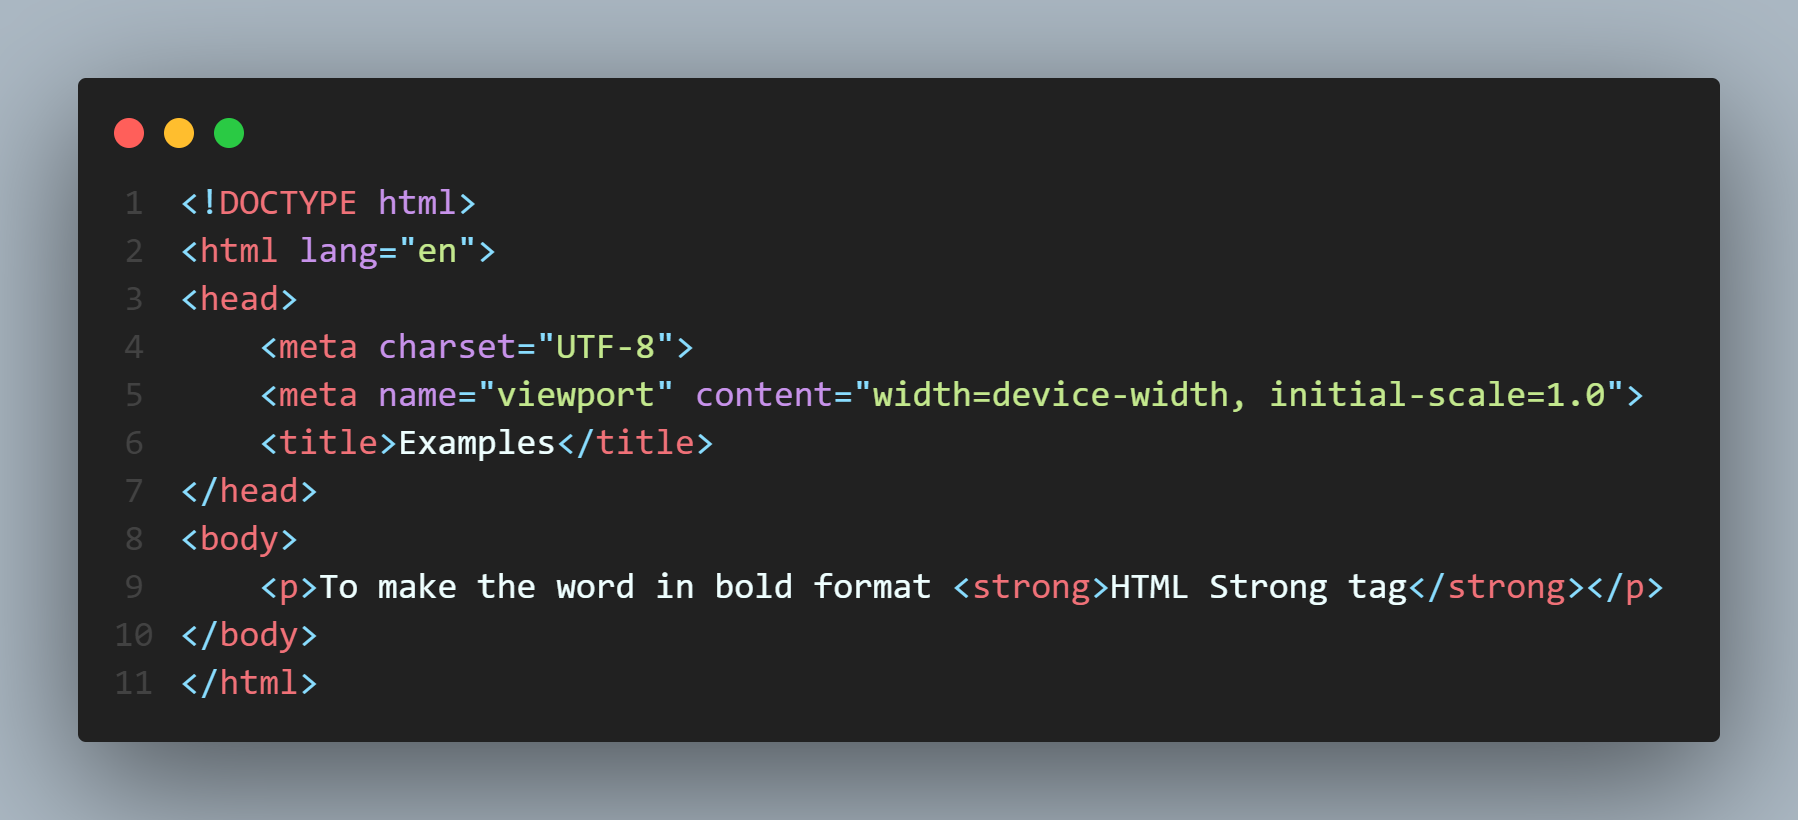 1 <!DOCTYPE html>
2 <html lang="en">
3 <head>
4     <meta charset="UTF-8">
5     <meta name="viewport" content="width=device-width, initial-scale=1.0">
6     <title>Examples</title>
7 </head>
8 <body>
9     <p>To make the word in bold format <strong>HTML Strong tag</strong></p>
10 </body>
11 </html>